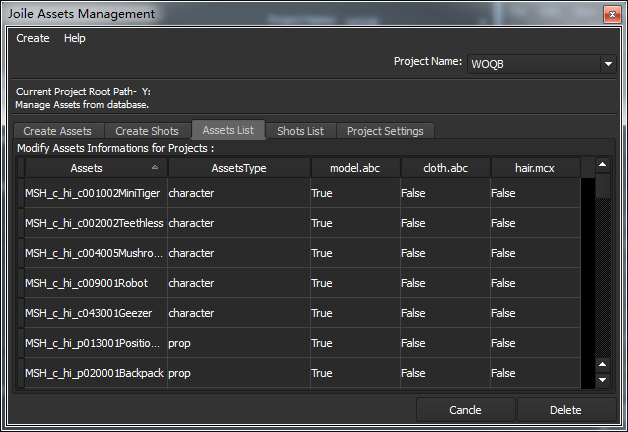 Joile Assets Management
Create Help
Project Name: WOQB
Current Project Root Path- Y:
Manage Assets from database.
Create Assets Create Shots Assets List Shots List Project Settings
Modify Assets Informations for Projects :
Assets AssetsType model.abc cloth.abc hair.mcx
MSH_c_hi_c001002MiniTiger character True False False
MSH_c_hi_c002002Teethless character True False False
MSH_c_hi_c004005Mushro... character True False False
MSH_c_hi_c009001Robot character True False False
MSH_c_hi_c043001Geezer character True False False
MSH_c_hi_p013001Positio... prop True False False
MSH_c_hi_p020001Backpack prop True False False
Cancle Delete